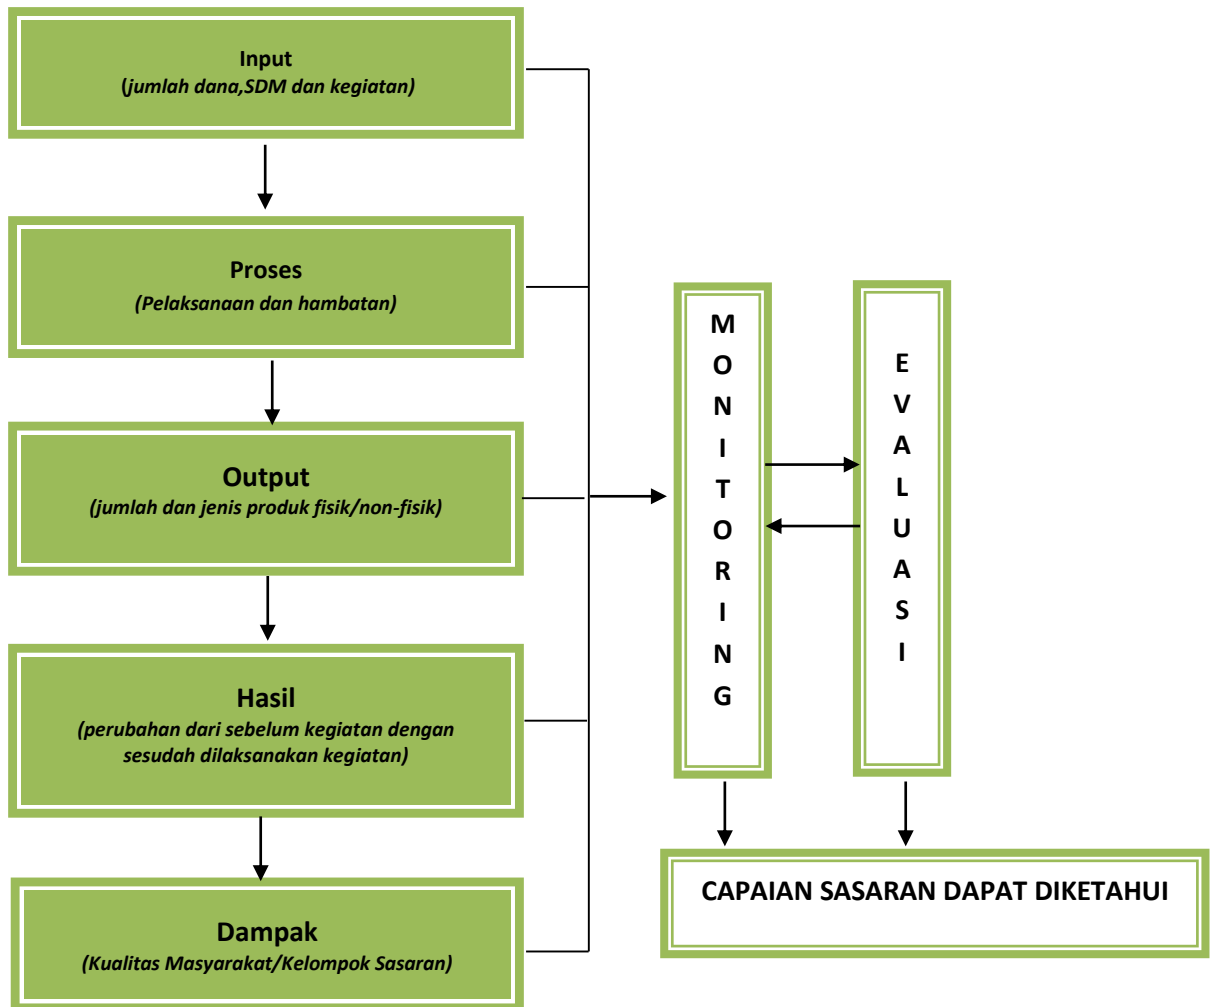 Input
(jumlah dana,SDM dan kegiatan)
Proses
(Pelaksanaan dan hambatan)
Output
(jumlah dan jenis produk fisik/non-fisik)
Hasil
(perubahan dari sebelum kegiatan dengan
sesudah dilaksanakan kegiatan)
Dampak
(Kualitas Masyarakat/Kelompok Sasaran)
M
O
N
I
T
O
R
I
N
G
E
V
A
L
U
A
S
I
CAPAIAN SASARAN DAPAT DIKETAHUI